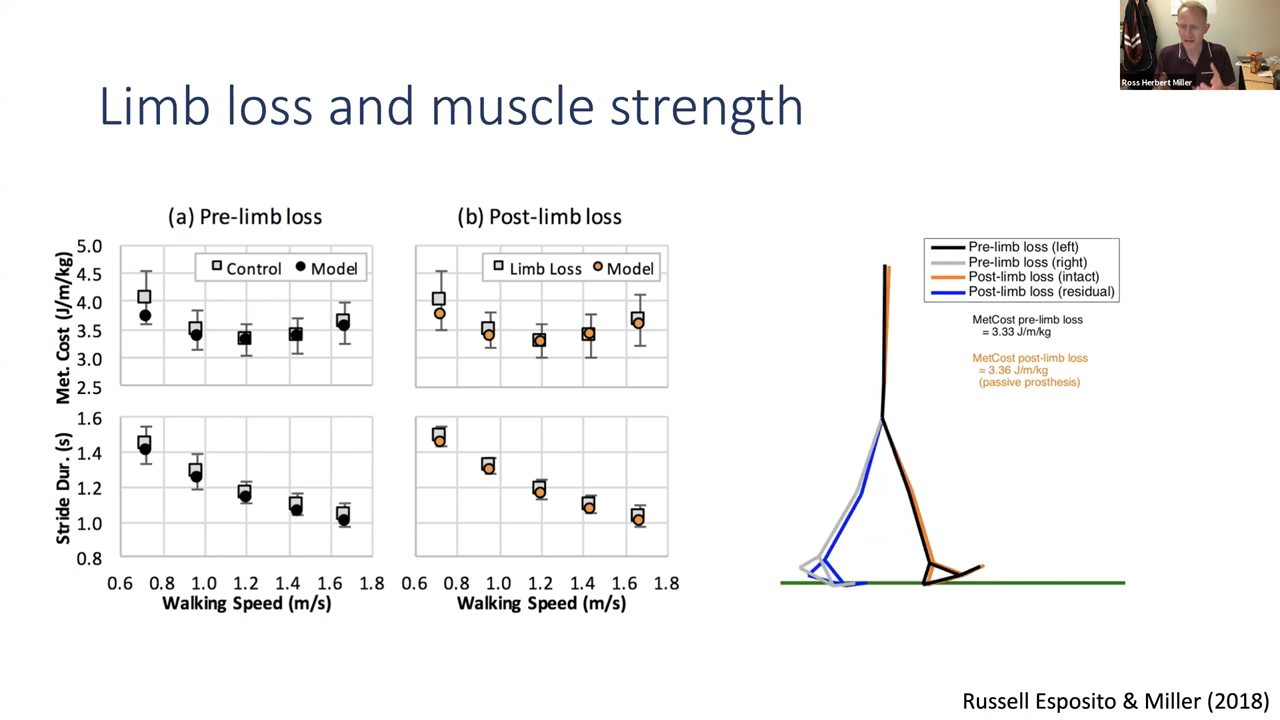 Ross Herbert Miller
Limb loss and muscle strength
(a) Pre-limb loss
(b) Post-limb loss
Met. Cost (J/m/kg)
5.0
4.5
4.0
3.5
3.0
2.5
Control
Model
Limb Loss
Model
Stride Dur. (s)
1.6
1.4
1.2
1.0
0.8
0.6 0.8 1.0 1.2 1.4 1.6 1.8
0.6 0.8 1.0 1.2 1.4 1.6 1.8
Walking Speed (m/s)
Walking Speed (m/s)
Pre-limb loss (left)
Pre-limb loss (right)
Post-limb loss (intact)
Post-limb loss (residual)
MetCost pre-limb loss
= 3.33 J/m/kg
MetCost post-limb loss
= 3.36 J/m/kg
(passive prosthesis)
Russell Esposito & Miller (2018)